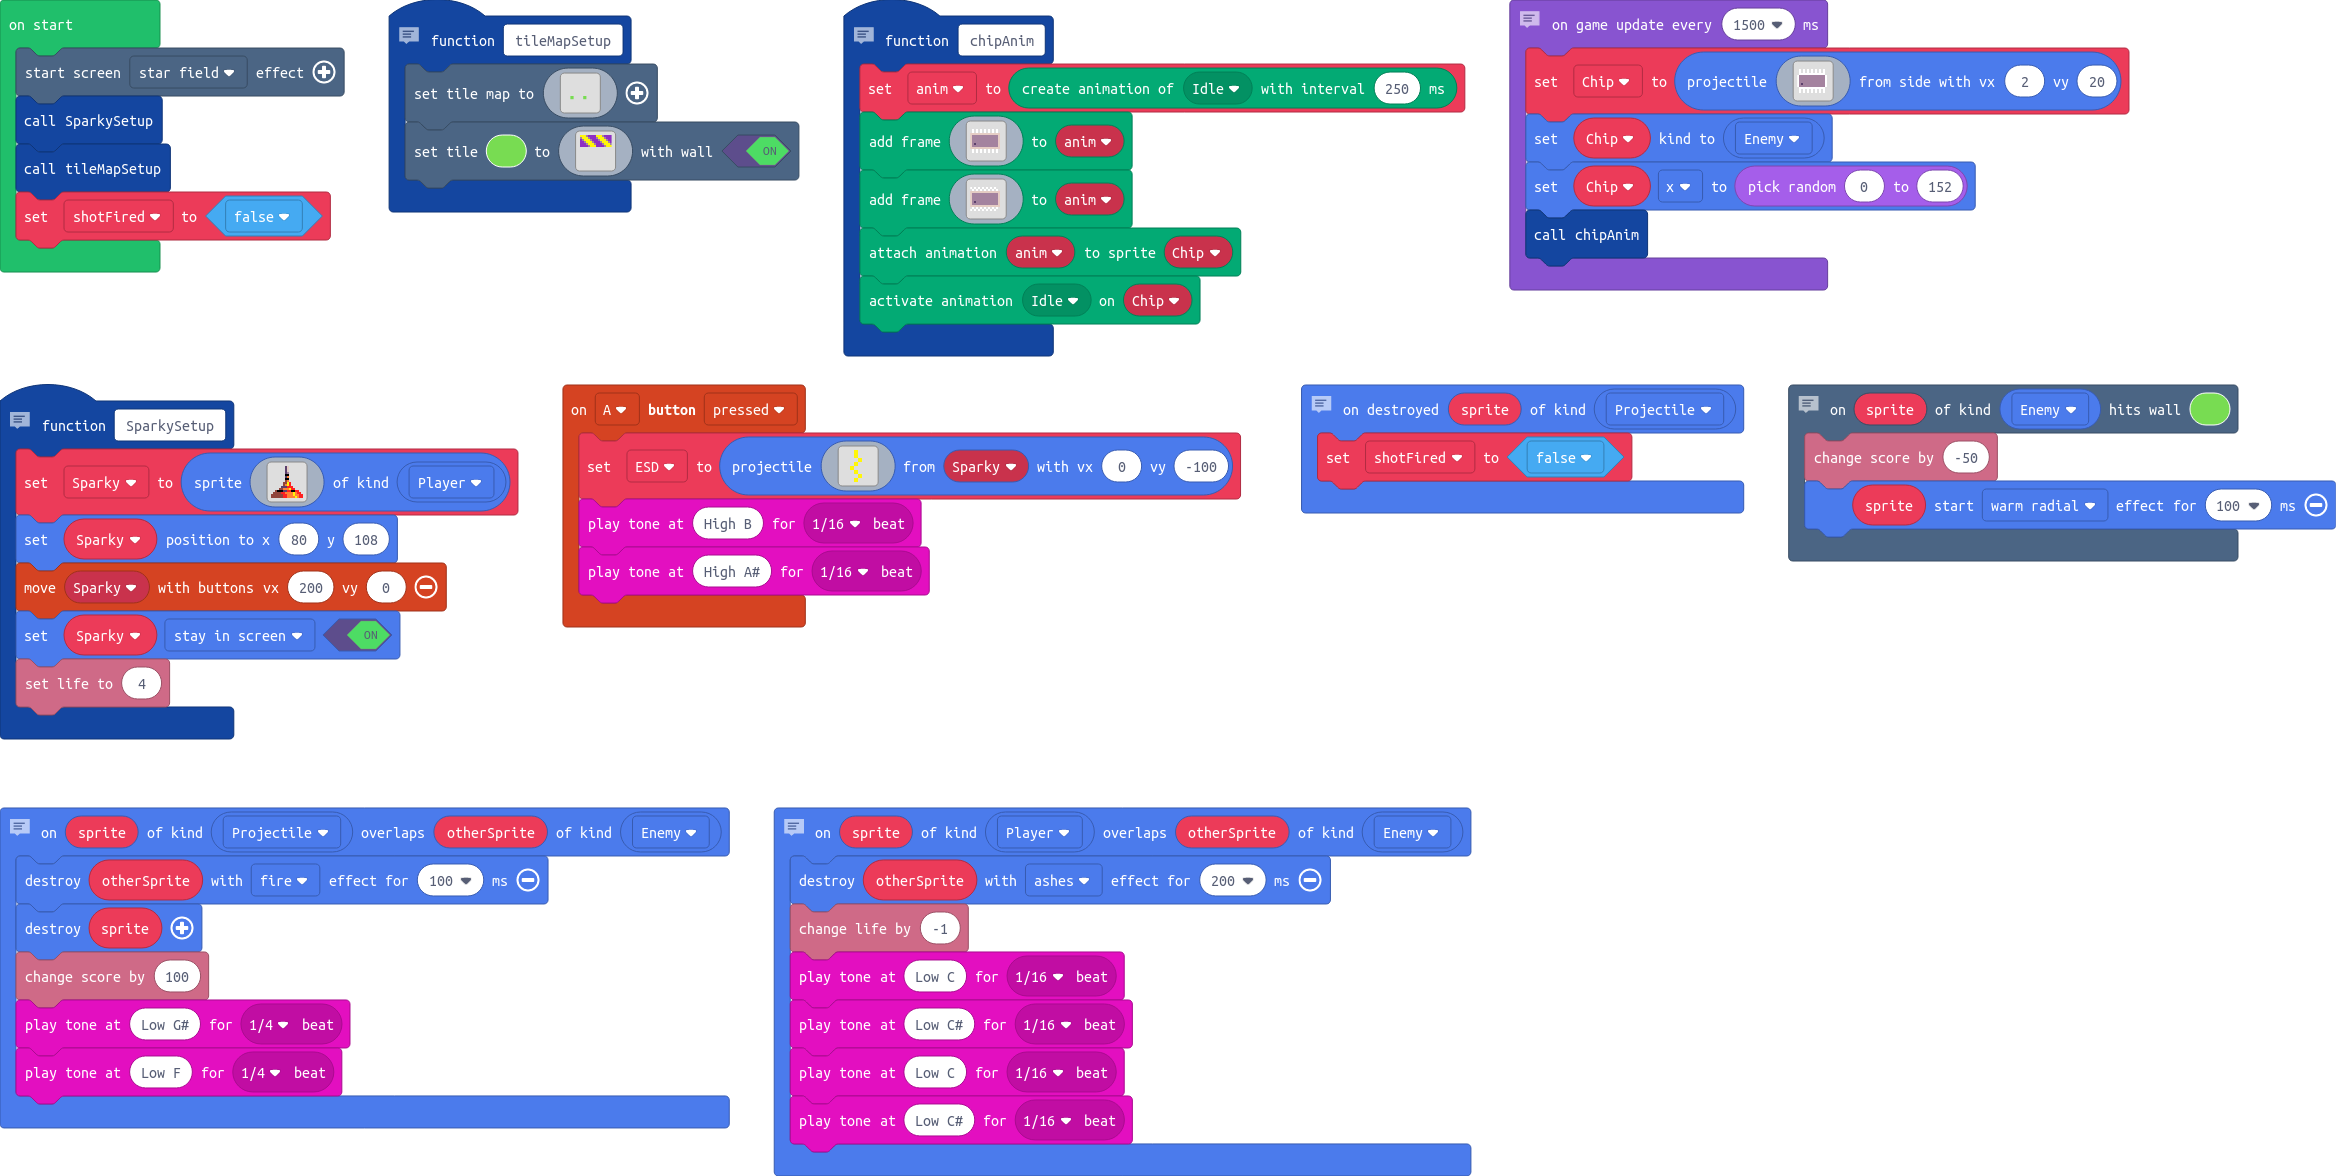 on start
start screen star field effect
call SparkySetup
call tileMapSetup
set shotFired to false
function tileMapSetup
set tile map to
set tile to with wall ON
function chipAnim
set anim to create animation of Idle with interval 250 ms
add frame to anim
add frame to anim
attach animation anim to sprite Chip
activate animation Idle on Chip
on game update every 1500 ms
set Chip to projectile from side with vx 2 vy 20
set Chip kind to Enemy
set Chip x to pick random 0 to 152
call chipAnim
function SparkySetup
set Sparky to sprite of kind Player
set Sparky position to x 80 y 108
move Sparky with buttons vx 200 vy 0
set Sparky stay in screen ON
set life to 4
on A button pressed
set ESD to projectile from Sparky with vx 0 vy -100
play tone at High B for 1/16 beat
play tone at High A# for 1/16 beat
on destroyed sprite of kind Projectile
set shotFired to false
on sprite of kind Enemy hits wall
change score by -50
sprite start warm radial effect for 100 ms
on sprite of kind Projectile overlaps otherSprite of kind Enemy
destroy otherSprite with fire effect for 100 ms
destroy sprite
change score by 100
play tone at Low G# for 1/4 beat
play tone at Low F for 1/4 beat
on sprite of kind Player overlaps otherSprite of kind Enemy
destroy otherSprite with ashes effect for 200 ms
change life by -1
play tone at Low C for 1/16 beat
play tone at Low C# for 1/16 beat
play tone at Low C for 1/16 beat
play tone at Low C# for 1/16 beat